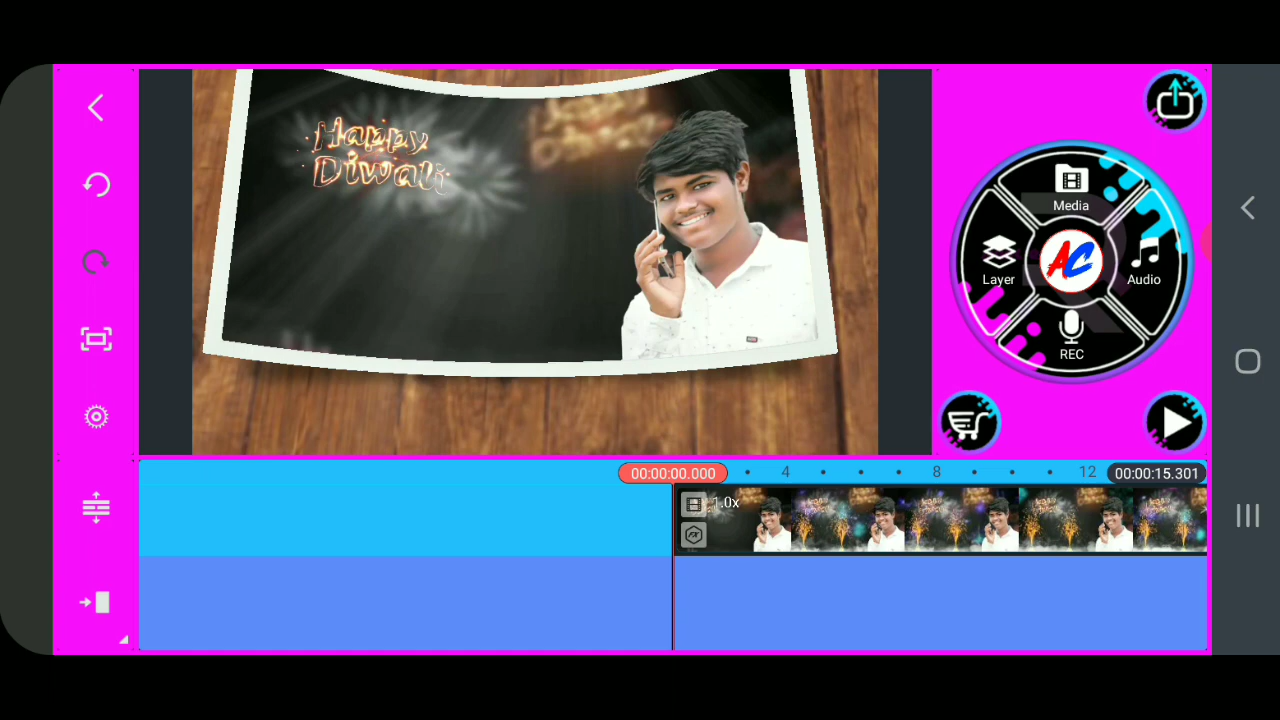 Happy
Diwali
Media
Layer
AC
Audio
REC
00:00:00.000
4
8
12
00:00:15.301
1.0x
FX